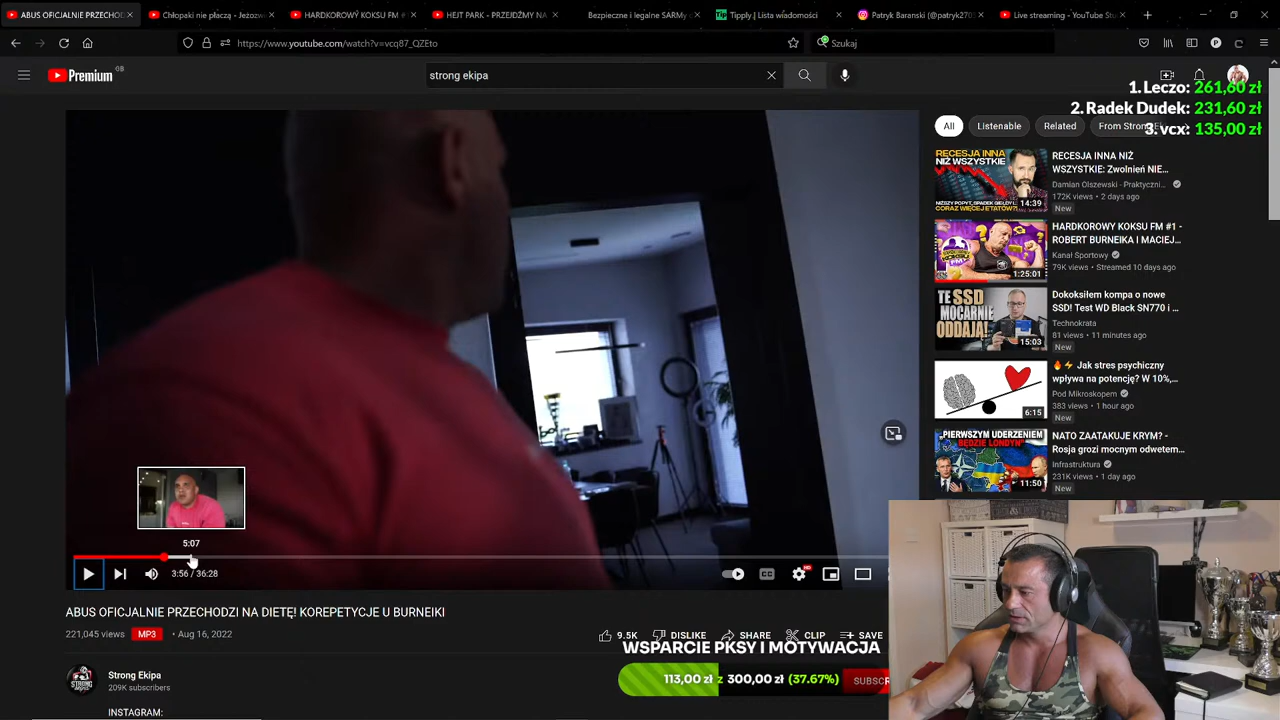 ABUS OFICJALNIE PRZECHODZ
Chłopaki nie płaczą - Jeżozwi
HARDKOROWÝ KOKSU FM #
HEJT PARK - PRZEJDŹMY NA
Bezpieczne i legalne SARMy
Tipply | Lista wiadomości
Patryk Baranski (@patryk270
Live streaming - YouTube Stu
https://www.youtube.com/watch?v=vcq87_QZEto
Szukaj
Premium GB
strong ekipa
1. Leczo: 261,60 zł
2. Radek Dudek: 231,60 zł
3. vcx: 135,00 zł
All
Listenable
Related
From Strong E
RECESJA INNA NIŻ WSZYSTKIE
14:39
RECESJA INNA NIŻ
WSZYSTKIE: Zwolnień NIE...
Damian Olszewski - Praktyczni...
172K views • 2 days ago
New
1:25:01
HARDKOROWY KOKSU FM #1 -
ROBERT BURNEIKA I MACIEJ...
Kanał Sportowy
79K views • Streamed 10 days ago
TE SSD
MOCARNIE
ODDAJĄ!
15:03
Dokoksiłem kompa o nowe
SSD! Test WD Black SN770 i ...
Technokrata
81 views • 11 minutes ago
New
6:15
🔥⚡ Jak stres psychiczny
wpływa na potencję? W 10%,...
Pod Mikroskopem
383 views • 1 hour ago
New
"PIERWSZYM UDERZENIEM
BĘDZIE LONDYN"
11:50
NATO ZAATAKUJE KRYM? -
Rosja grozi mocnym odwetem...
Infrastruktura
231K views • 1 day ago
New
5:07
3:56 / 36:28
ABUS OFICJALNIE PRZECHODZI NA DIETĘ! KOREPETYCJE U BURNEIKI
221,045 views
MP3
• Aug 16, 2022
9.5K
DISLIKE
SHARE
CLIP
SAVE
WSPARCIE PKSY I MOTYWACJA
113,00 zł z 300,00 zł (37.67%)
SUBSC
Strong Ekipa
209K subscribers
INSTAGRAM: